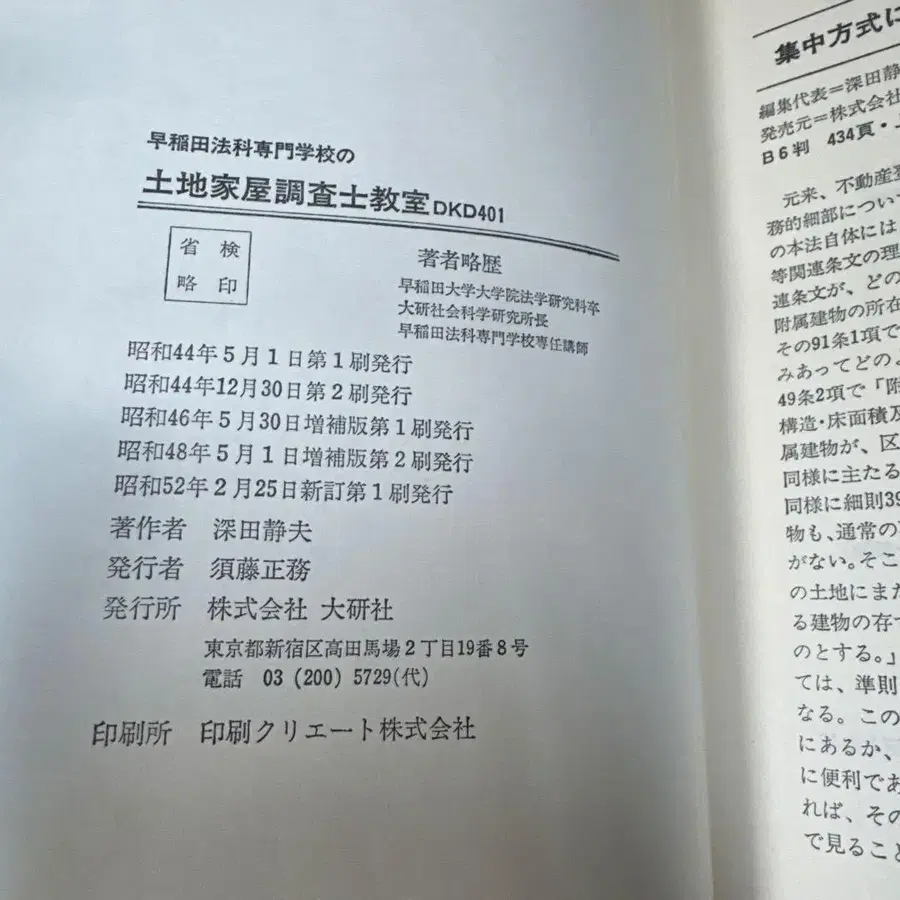 早稲田法科専門学校の
土地家屋調査士教室DKD401
省検
略印
著者略歴
早稲田大学大学院法学研究科卒
大研社会科学研究所長
早稲田法科専門学校専任講師
昭和44年5月1日第1刷発行
昭和44年12月30日第2刷発行
昭和46年5月30日増補版第1刷発行
昭和48年5月1日増補版第2刷発行
昭和52年2月25日新訂第1刷発行
著作者 深田静夫
発行者 須藤正務
発行所 株式会社 大研社
東京都新宿区高田馬場2丁目19番8号
電話 03 (200) 5729(代)
印刷所 印刷クリエート株式会社
集中方式に
編集代表=深田静
発売元=株式会社
B6判 434頁・
元来、不動産
務的細部につい
の本法自体には
等関連条文の理
連条文が、どの
附属建物の所在
その91条1項で
みあってどの
49条2項で「附
構造・床面積及
属建物が、区
同様に主たる
同様に細則39
物も、通常の
がない。そこ
の土地にまた
る建物の存
のとする。』
ては、準則
なる。この
にあるか、
に便利であ
れば、その
で見ること